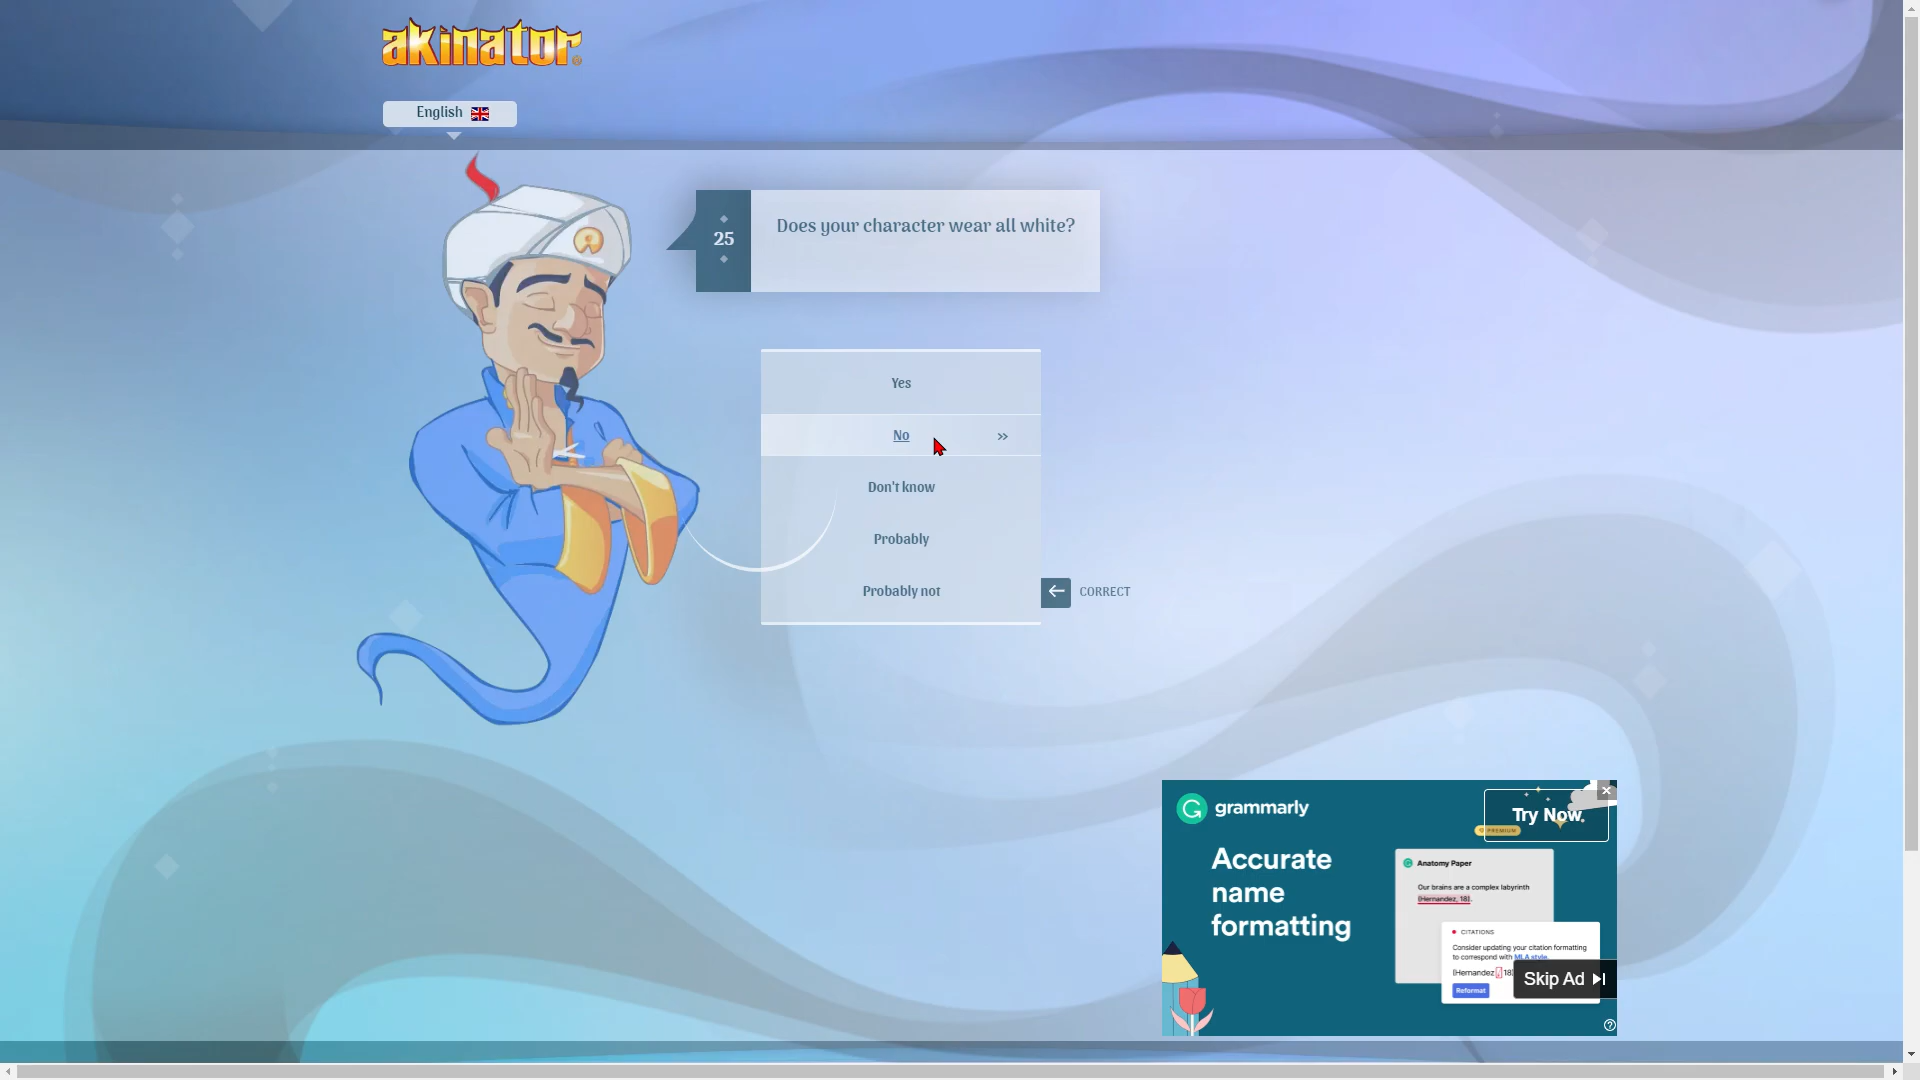 akinator
English
25
Does your character wear all white?
Yes
No
Don't know
Probably
Probably not
CORRECT
grammarly
Try Now
PREMIUM
Accurate
name
formatting
Anatomy Paper
Our brains are a complex labyrinth
(Hernandez, 18).
CITATIONS
Consider updating your citation formatting
to correspond with MLA style.
(Hernandez , 18)
Reformat
Skip Ad